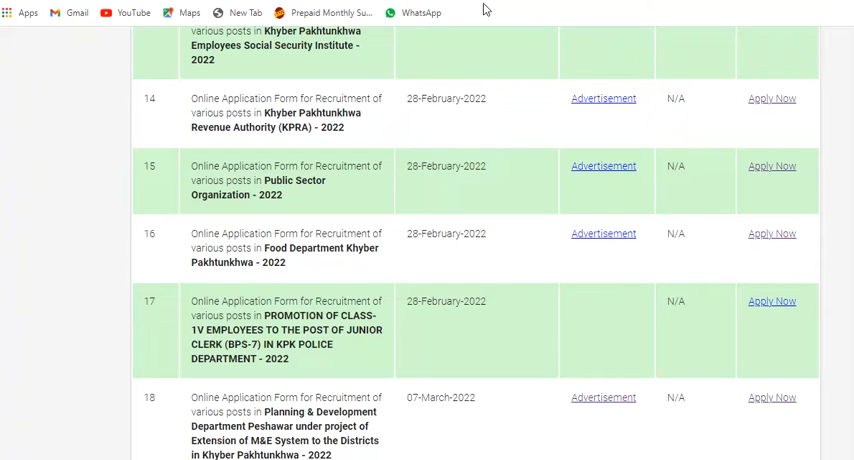 Apps Gmail YouTube Maps New Tab Prepaid Monthly Su... WhatsApp
various posts in Khyber Pakhtunkhwa
Employees Social Security Institute -
2022
14 Online Application Form for Recruitment of 28-February-2022 Advertisement N/A Apply Now
various posts in Khyber Pakhtunkhwa
Revenue Authority (KPRA) - 2022
15 Online Application Form for Recruitment of 28-February-2022 Advertisement N/A Apply Now
various posts in Public Sector
Organization - 2022
16 Online Application Form for Recruitment of 28-February-2022 Advertisement N/A Apply Now
various posts in Food Department Khyber
Pakhtunkhwa - 2022
17 Online Application Form for Recruitment of 28-February-2022 N/A Apply Now
various posts in PROMOTION OF CLASS-
1V EMPLOYEES TO THE POST OF JUNIOR
CLERK (BPS-7) IN KPK POLICE
DEPARTMENT - 2022
18 Online Application Form for Recruitment of 07-March-2022 Advertisement N/A Apply Now
various posts in Planning & Development
Department Peshawar under project of
Extension of M&E System to the Districts
in Khyber Pakhtunkhwa - 2022